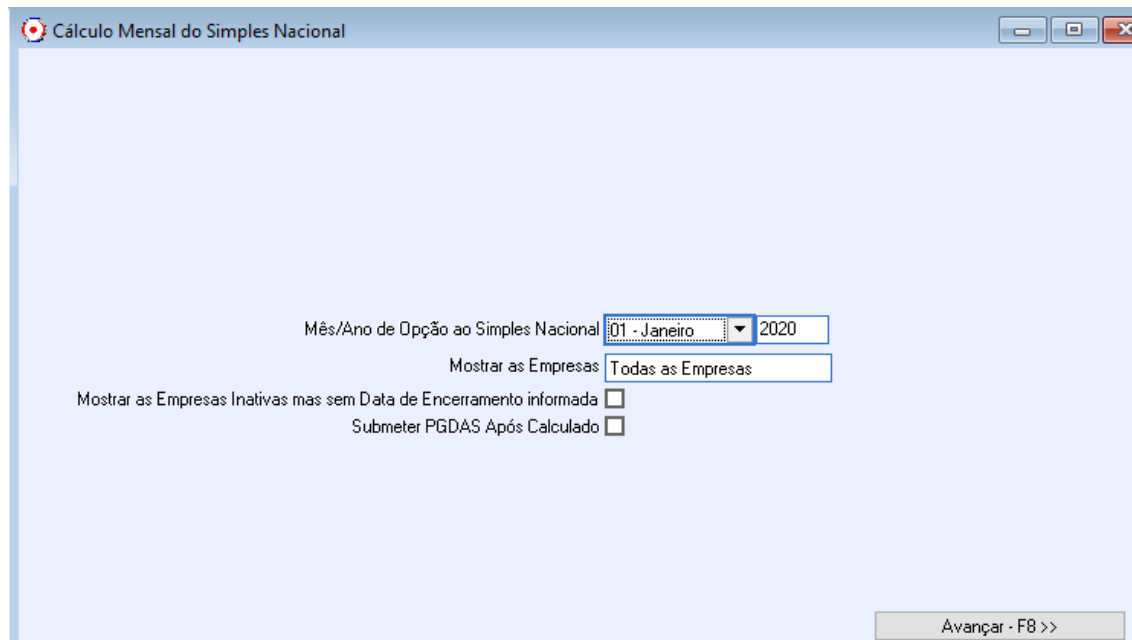 Cálculo Mensal do Simples Nacional
Mês/Ano de Opção ao Simples Nacional 01 - Janeiro 2020
Mostrar as Empresas Todas as Empresas
Mostrar as Empresas Inativas mas sem Data de Encerramento informada
Submeter PGDAS Após Calculado
Avançar - F8 >>